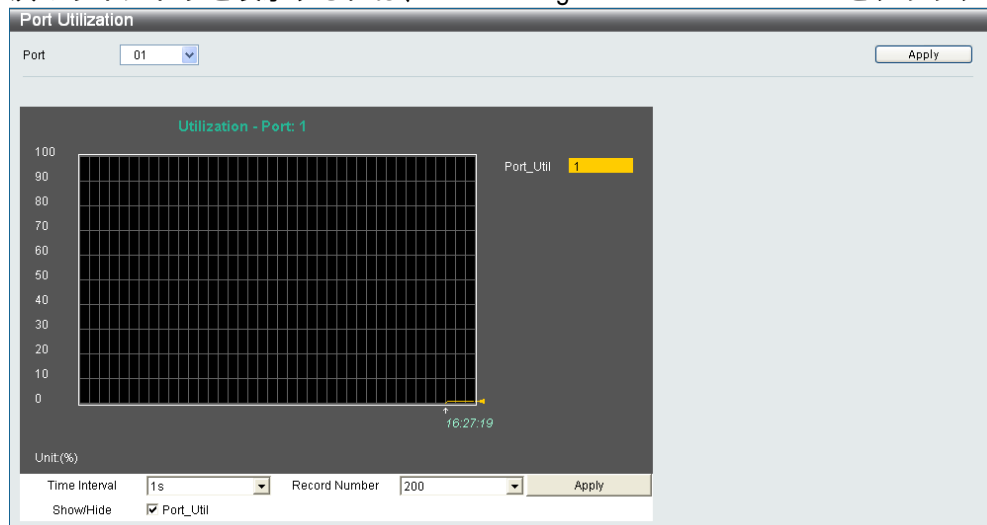 Port Utilization
Port 01 Apply
Utilization - Port: 1
100
90
80
70
60
50
40
30
20
10
0
Port_Util 1
16:27:19
Unit:(%)
Time Interval 1s Record Number 200 Apply
Show/Hide Port_Util